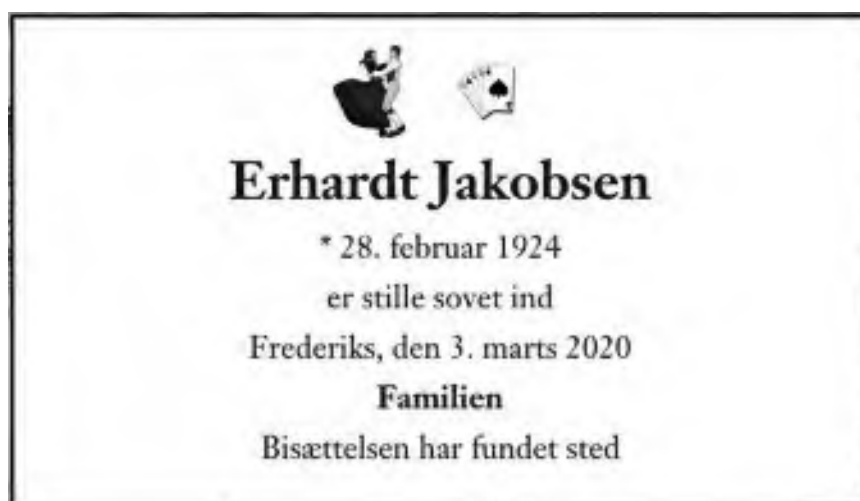 Erhardt Jakobsen
* 28. februar 1924
er stille sovet ind
Frederiks, den 3. marts 2020
Familien
Bisættelsen har fundet sted